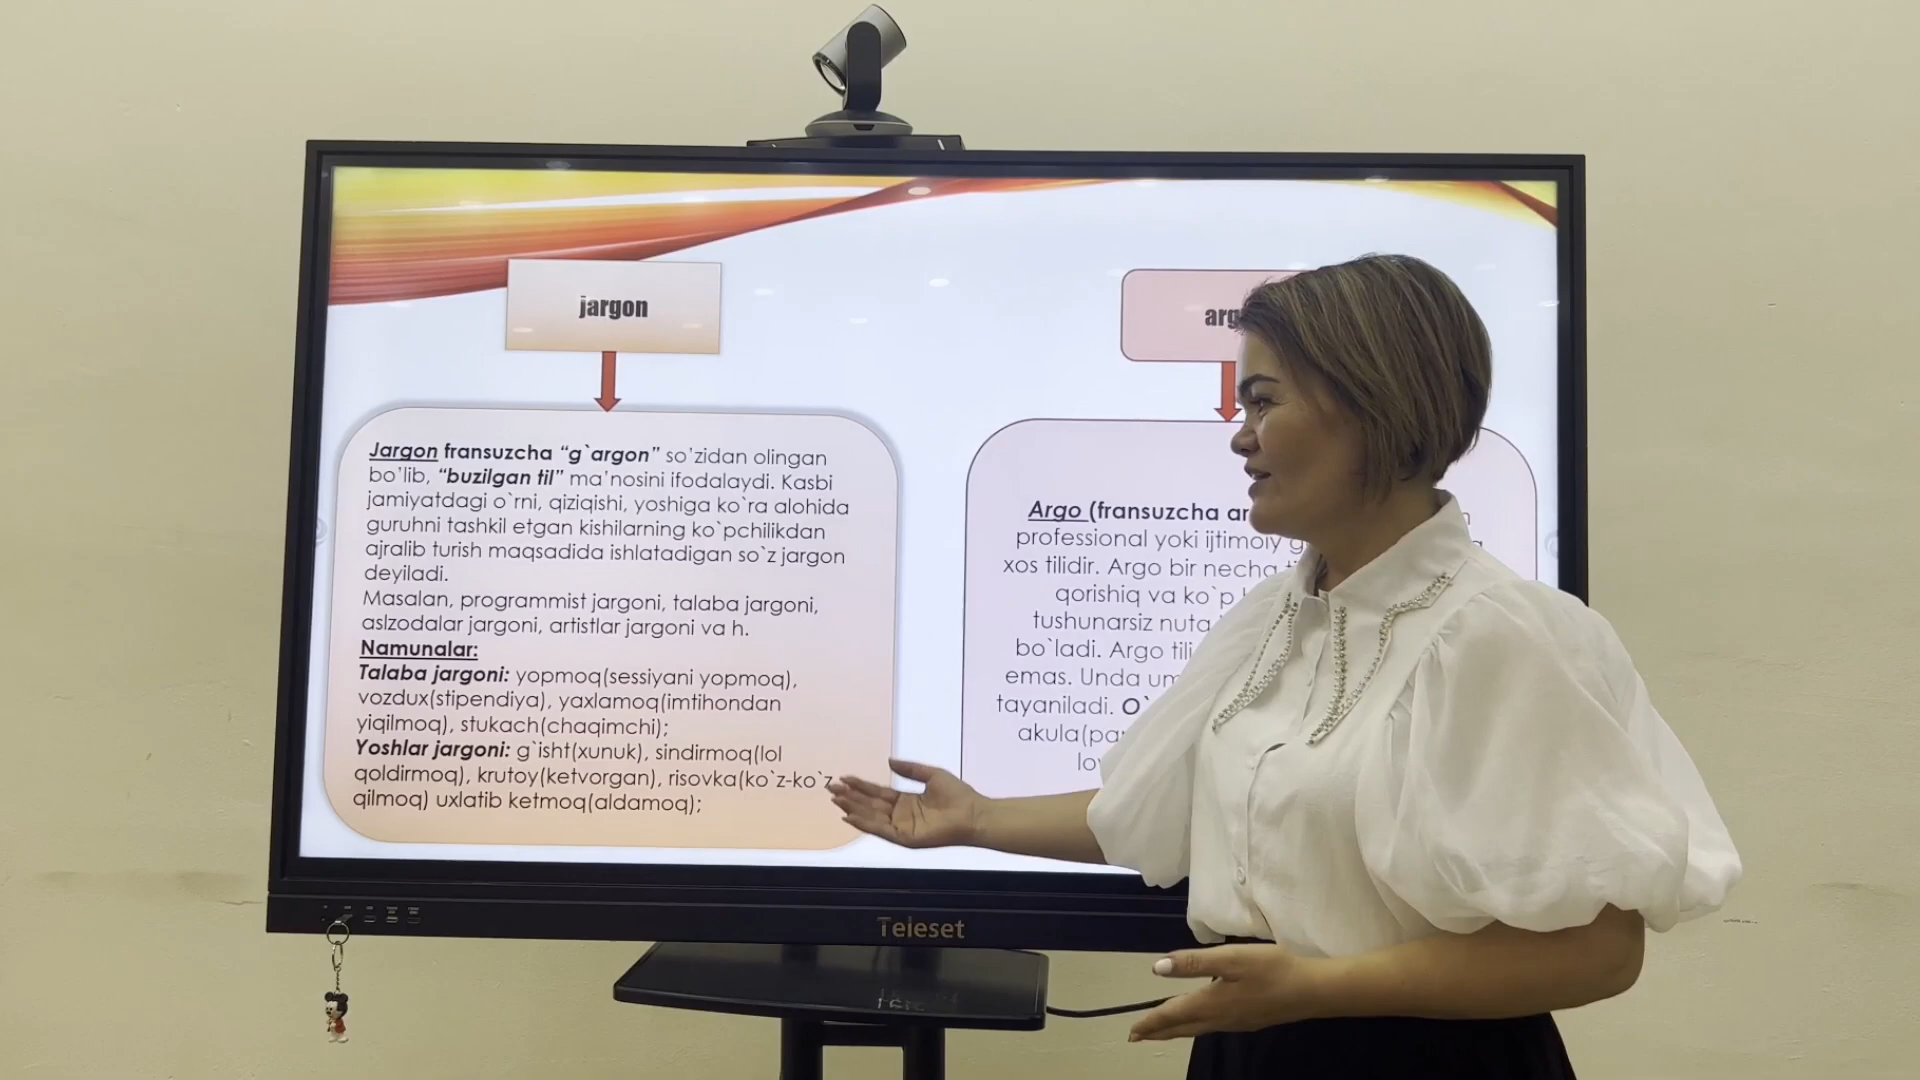 jargon
Jargon fransuzcha “g`argon” so’zidan olingan
bo’lib, “buzilgan til” ma’nosini ifodalaydi. Kasbi
jamiyatdagi o`rni, qiziqishi, yoshiga ko`ra alohida
guruhni tashkil etgan kishilarning ko`pchilikdan
ajralib turish maqsadida ishlatadigan so`z jargon
deyiladi.
Masalan, programmist jargoni, talaba jargoni,
aslzodalar jargoni, artistlar jargoni va h.
Namunalar:
Talaba jargoni: yopmoq(sessiyani yopmoq),
vozdux(stipendiya), yaxlamoq(imtihondan
yiqilmoq), stukach(chaqimchi);
Yoshlar jargoni: g`isht(xunuk), sindirmoq(lol
qoldirmoq), krutoy(ketvorgan), risovka(ko`z-ko`z
qilmoq) uxlatib ketmoq(aldamoq);
Argo (fransuzcha
professional yoki ijtimoiy
xos tilidir. Argo bir necha
qorishiq va ko`p
tushunarsiz
bo`ladi. Argo
emas. Unda
tayaniladi.
Teleset